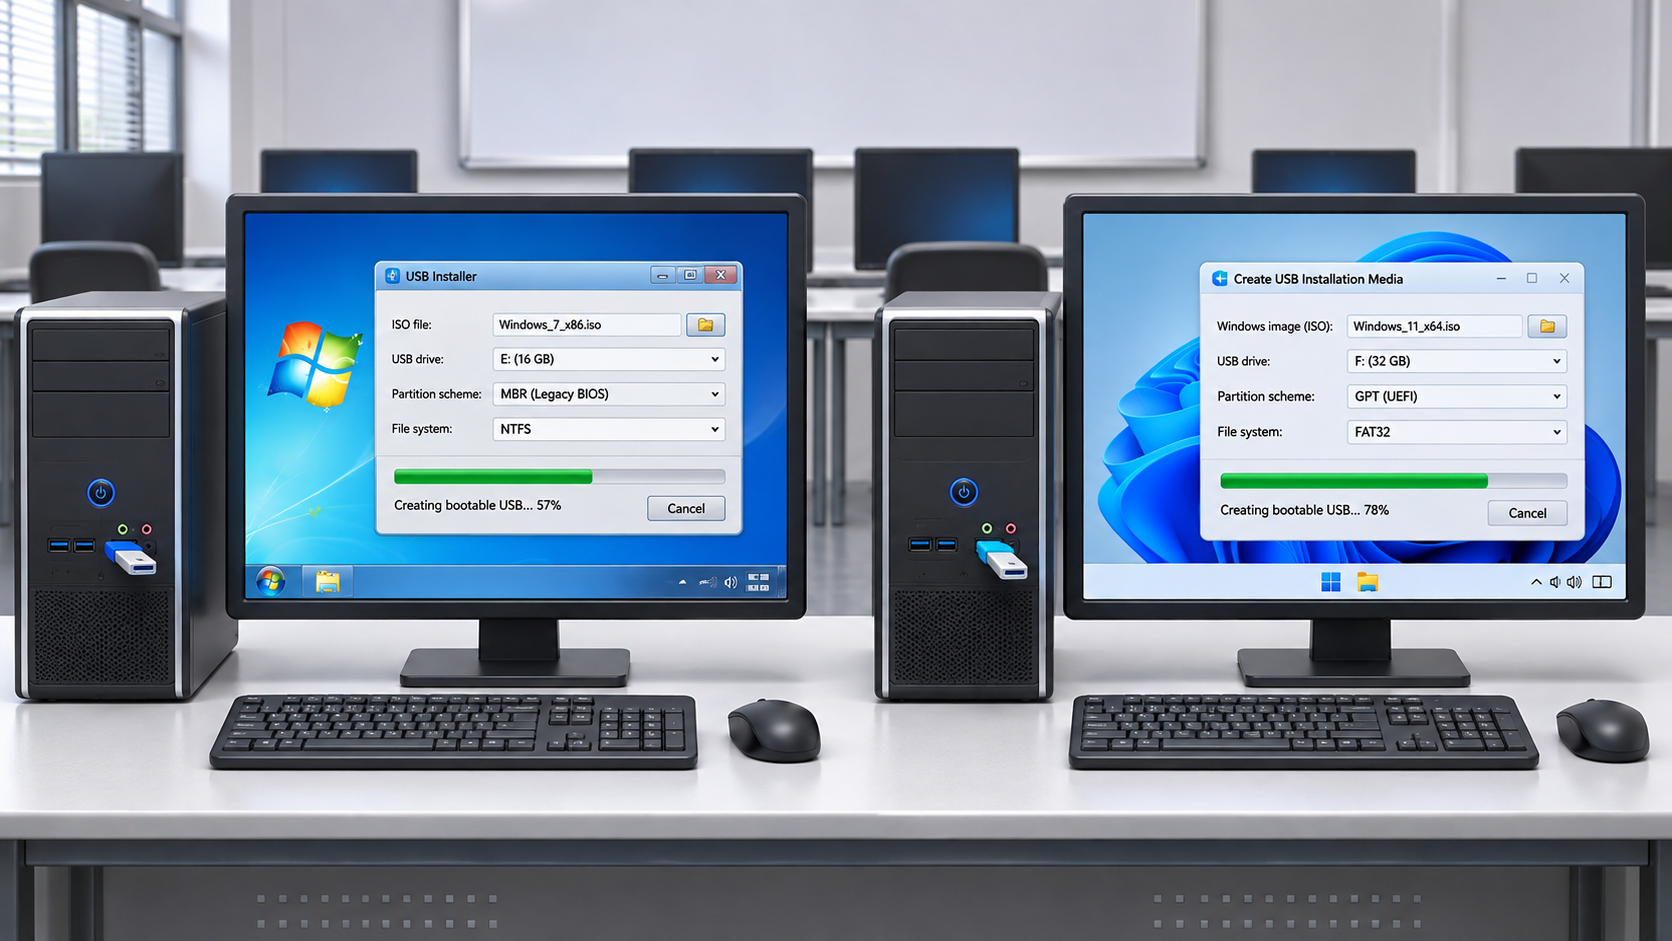 USB Installer
ISO file: Windows_7_x86.iso
USB drive: E: (16 GB)
Partition scheme: MBR (Legacy BIOS)
File system: NTFS
Creating bootable USB... 57%
Cancel
Create USB Installation Media
Windows image (ISO): Windows_11_x64.iso
USB drive: F: (32 GB)
Partition scheme: GPT (UEFI)
File system: FAT32
Creating bootable USB... 78%
Cancel